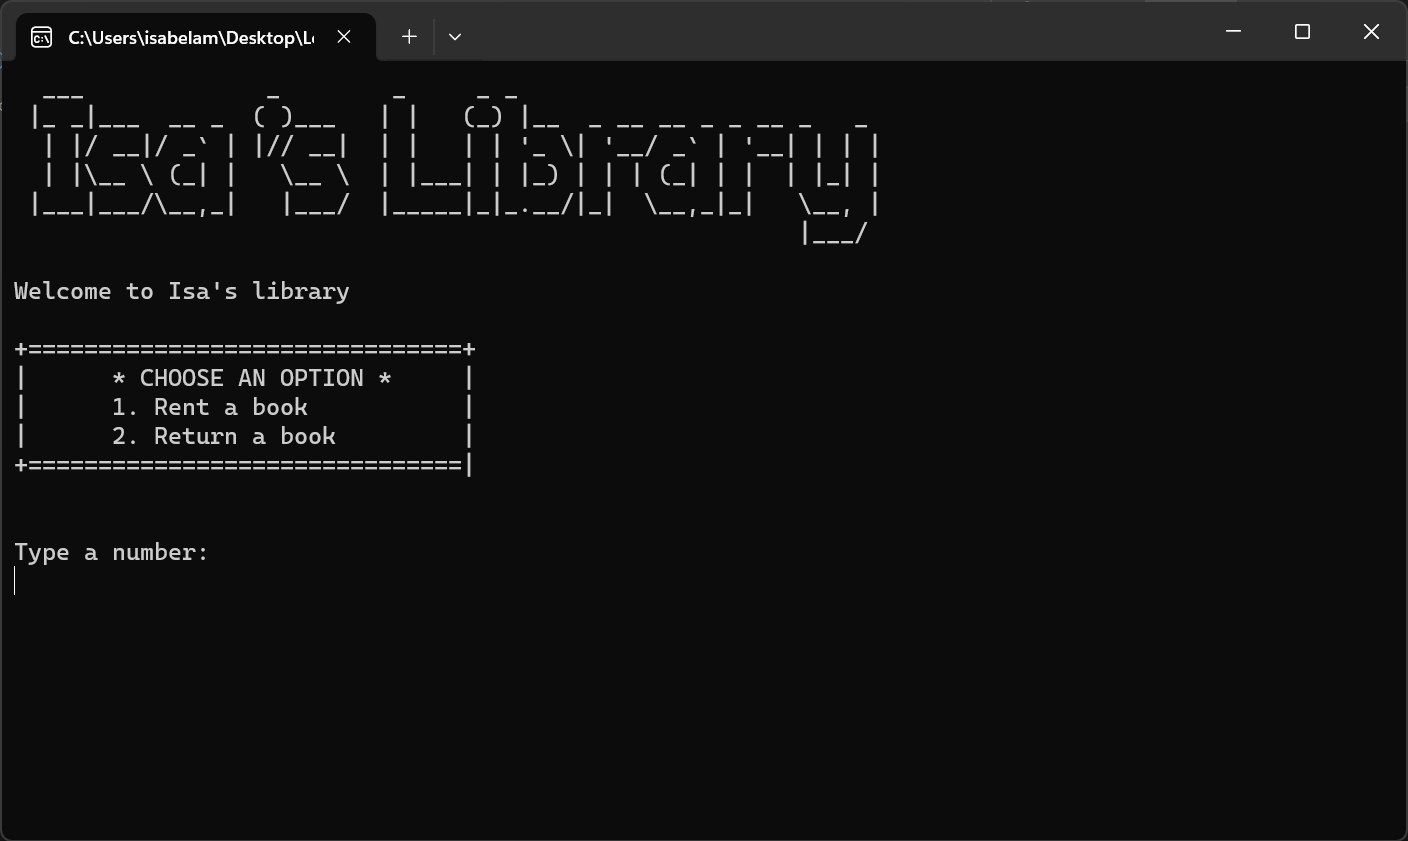 C:\Users\isabelam\Desktop\L
Isa's Library
Welcome to Isa's library
+===============================+
| * CHOOSE AN OPTION * |
| 1. Rent a book |
| 2. Return a book |
+===============================|
Type a number: